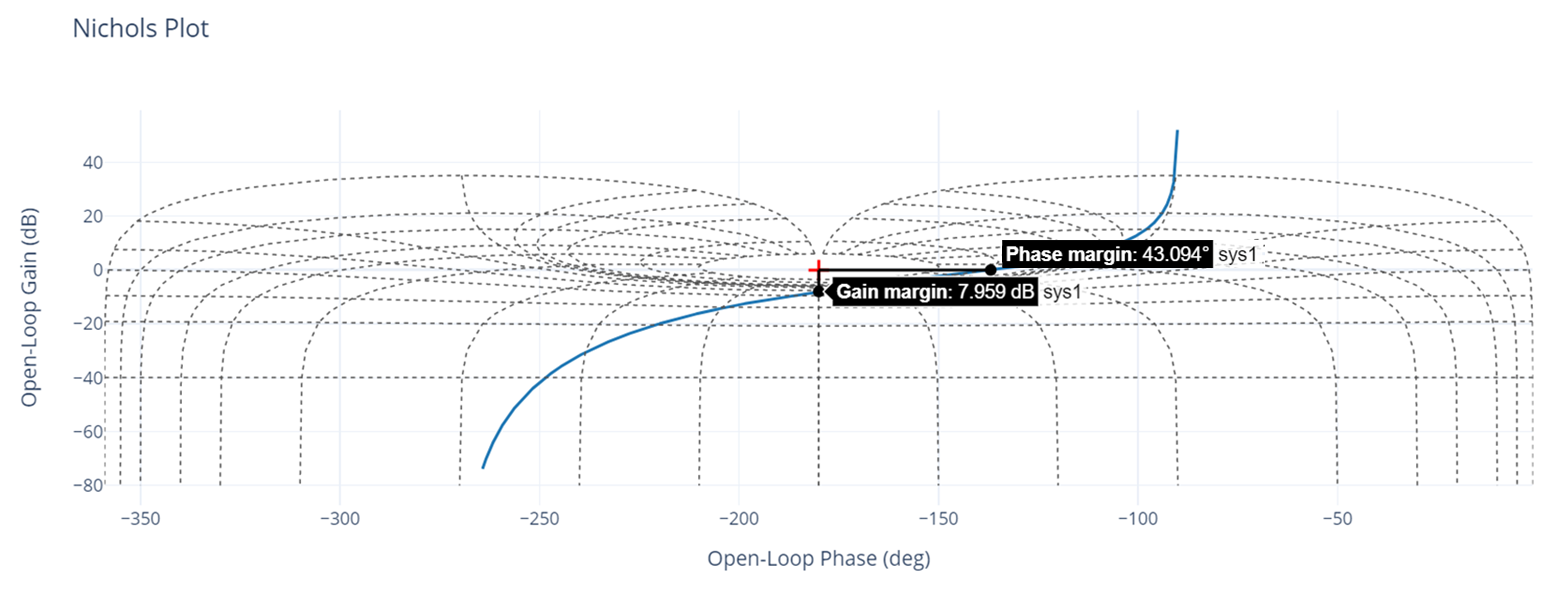 Nichols Plot
Open-Loop Gain (dB)
40
20
0
−20
−40
−60
−80
Phase margin: 43.094° sys1
Gain margin: 7.959 dB sys1
−350 −300 −250 −200 −150 −100 −50
Open-Loop Phase (deg)